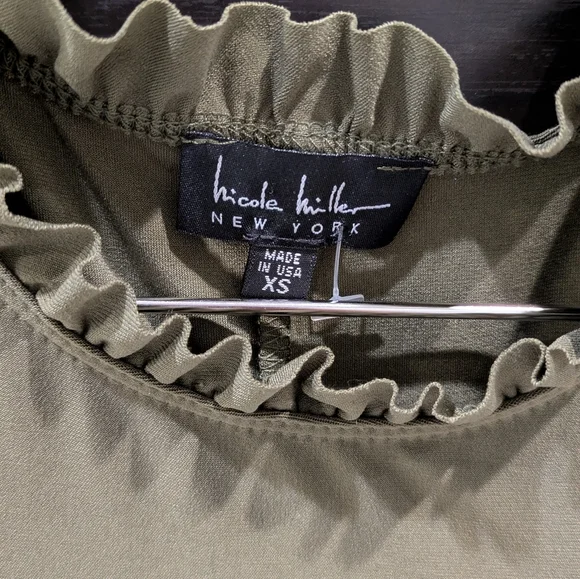 Nicole Miller
NEW YORK
MADE
IN USA
XS